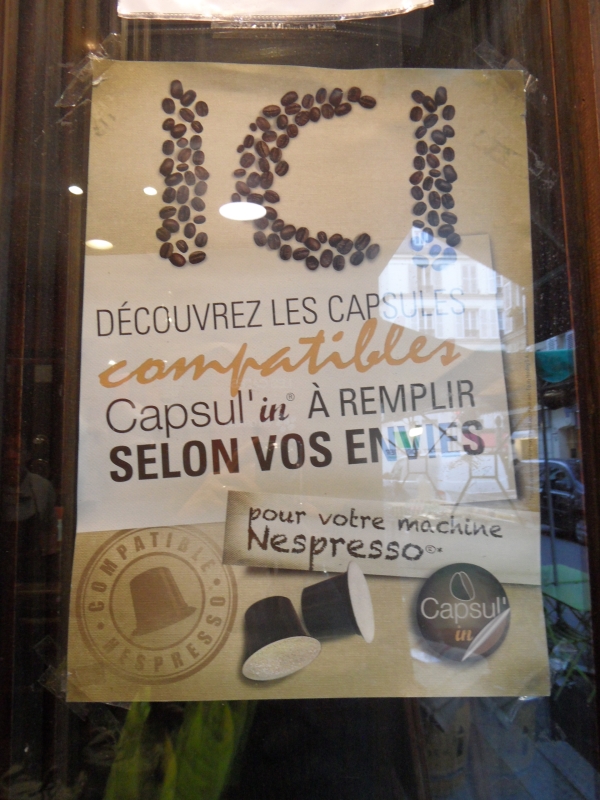 ICI
DÉCOUVREZ LES CAPSULES
compatibles
Capsul'in® À REMPLIR
SELON VOS ENVIES
pour votre machine
Nespresso®*
COMPATIBLE
NESPRESSO
Capsul'
in